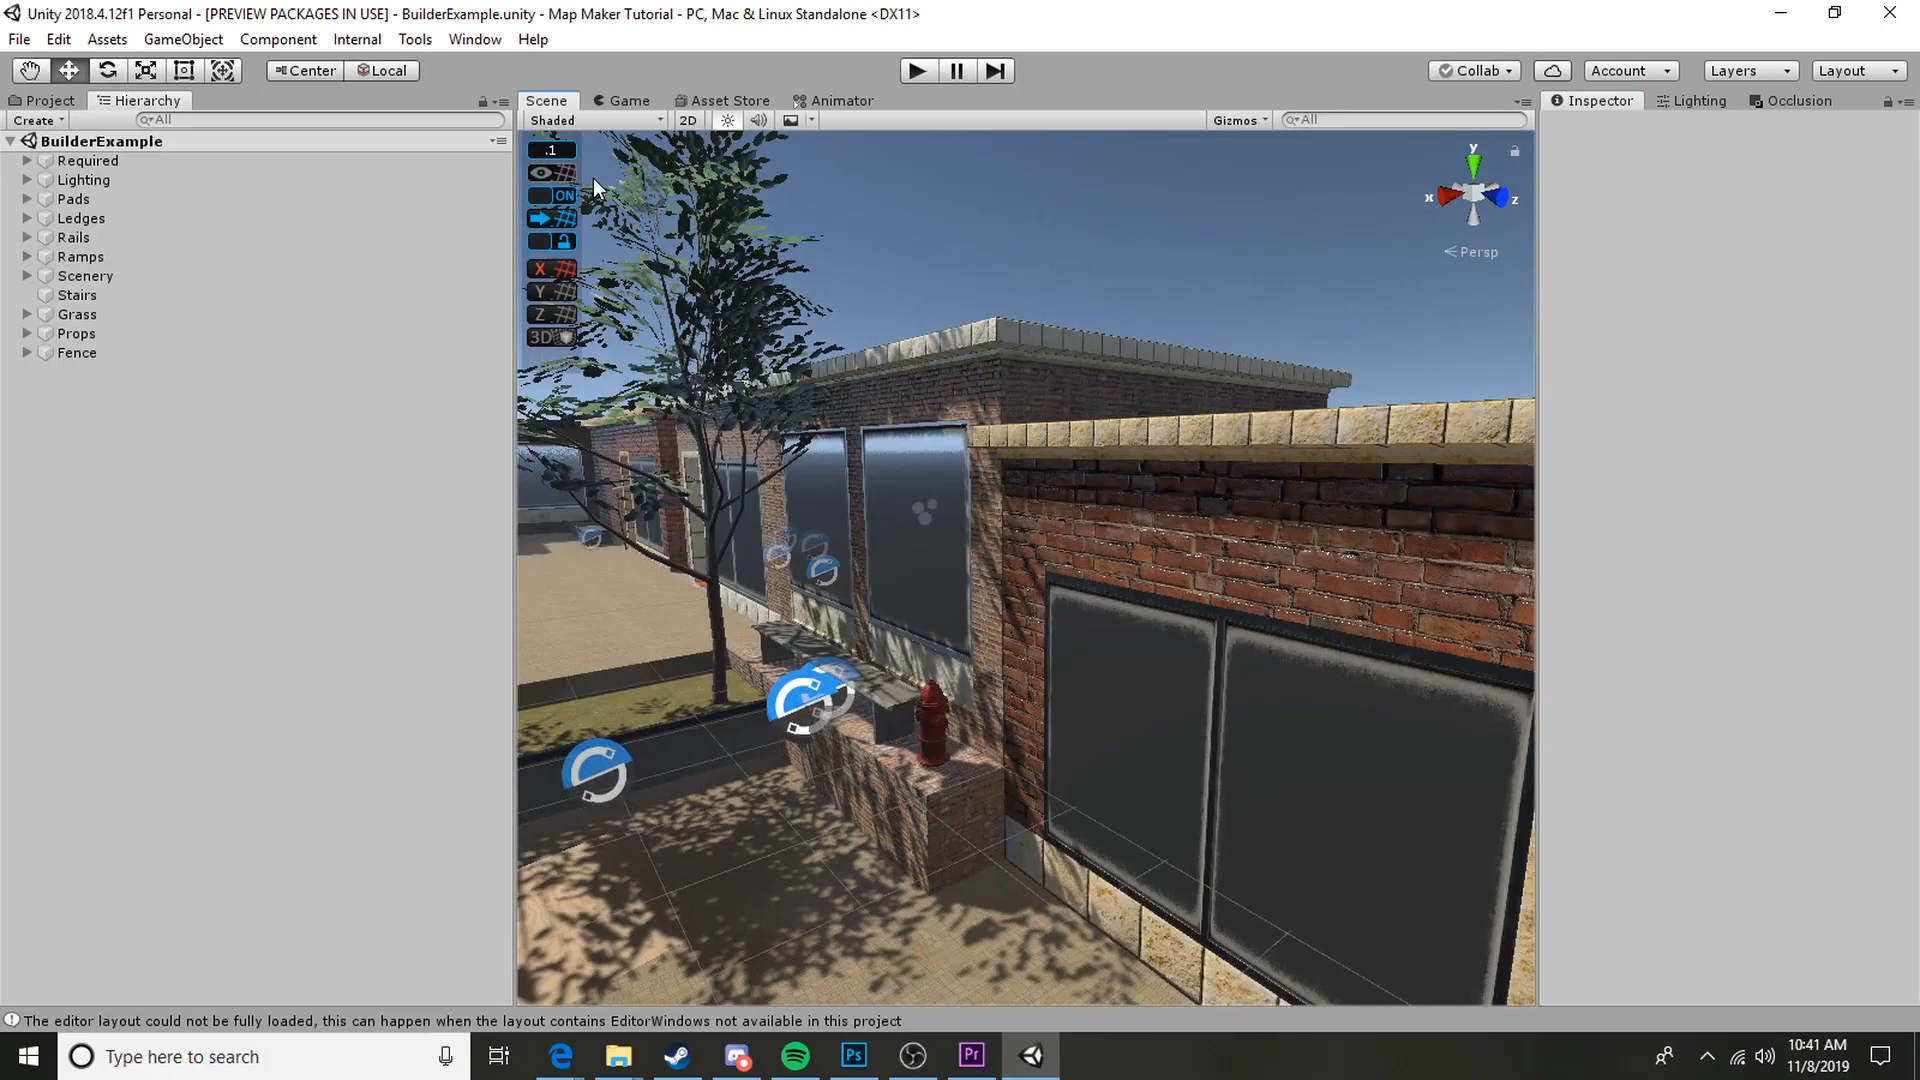 Unity 2018.4.12f1 Personal - [PREVIEW PACKAGES IN USE] - BuilderExample.unity - Map Maker Tutorial - PC, Mac & Linux Standalone <DX11>
File Edit Assets GameObject Component Internal Tools Window Help
Center Local Collab Account Layers Layout
Project Hierarchy Scene Game Asset Store Animator Inspector Lighting Occlusion
Create All Shaded 2D Gizmos All
BuilderExample
Required
Lighting
Pads
Ledges
Rails
Ramps
Scenery
Stairs
Grass
Props
Fence
.1
ON
X
Y
Z
3D
y
x
z
Persp
The editor layout could not be fully loaded, this can happen when the layout contains EditorWindows not available in this project
Type here to search
Ps
Pr
10:41 AM
11/8/2019